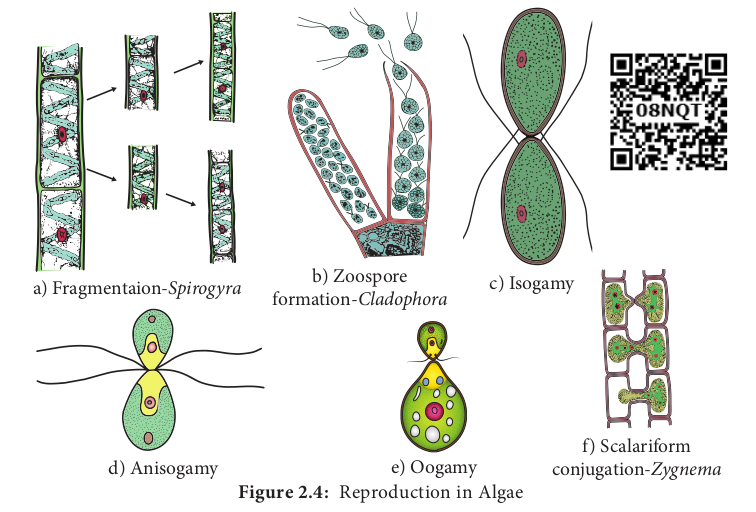 08NQT
a) Fragmentaion-Spirogyra
b) Zoospore
formation-Cladophora
c) Isogamy
d) Anisogamy
e) Oogamy
f) Scalariform
conjugation-Zygnema
Figure 2.4: Reproduction in Algae